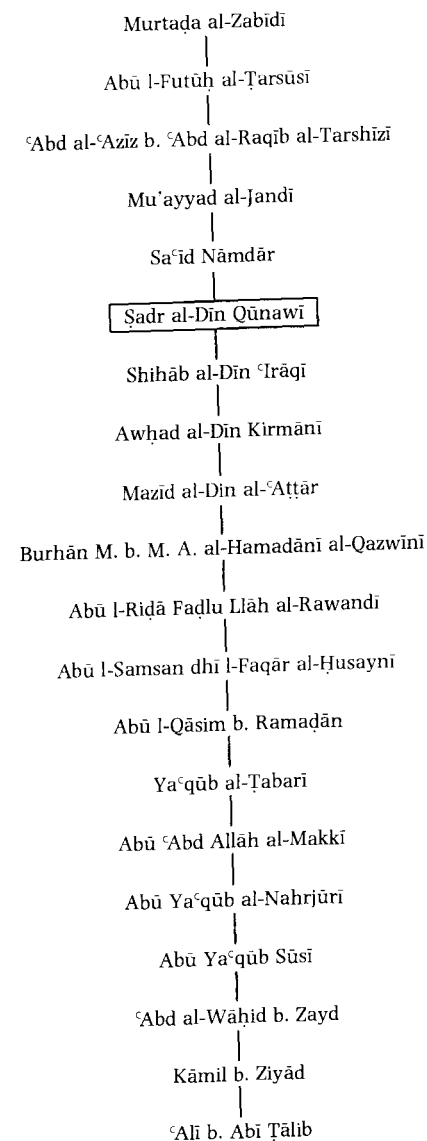 Murtaḍa al-Zabīdī
Abū l-Futūḥ al-Ṭarsūsī
ʿAbd al-ʿAzīz b. ʿAbd al-Raqīb al-Tarshīzī
Mu'ayyad al-Jandī
Saʿīd Nāmdār
Ṣadr al-Dīn Qūnawī
Shihāb al-Dīn ʿIrāqī
Awḥad al-Dīn Kirmānī
Mazīd al-Din al-ʿAṭṭār
Burhān M. b. M. A. al-Hamadānī al-Qazwīnī
Abū l-Riḍā Faḍlu Llāh al-Rawandī
Abū l-Samsan dhī l-Faqār al-Ḥusaynī
Abū l-Qāsim b. Ramaḍān
Yaʿqūb al-Ṭabarī
Abū ʿAbd Allāh al-Makkī
Abū Yaʿqūb al-Nahrjūrī
Abū Yaʿqūb Sūsī
ʿAbd al-Wāḥid b. Zayd
Kāmil b. Ziyād
ʿAlī b. Abī Ṭālib